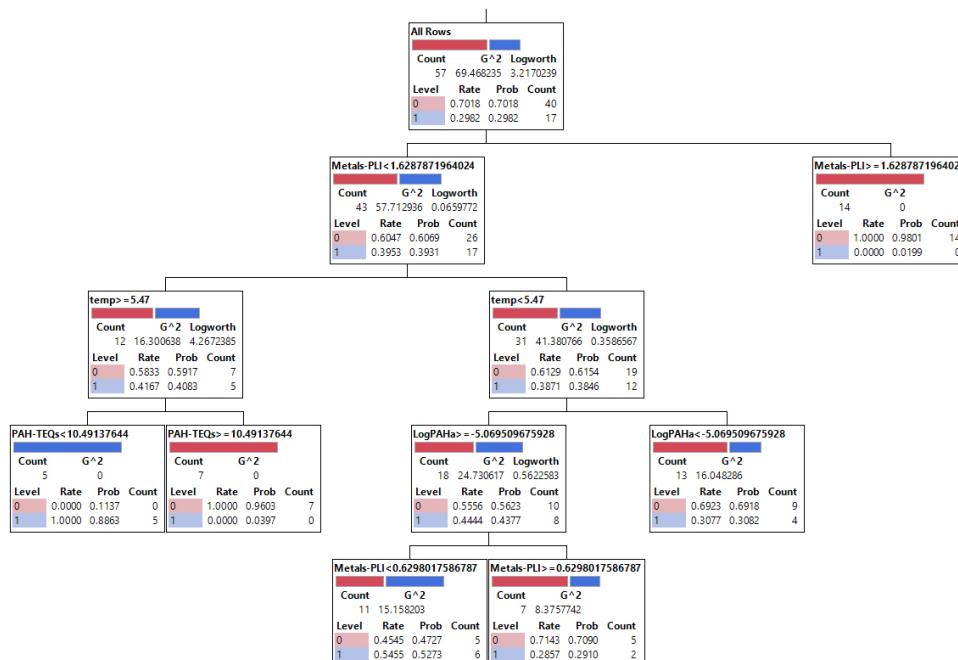 All Rows
Count G^2 Logworth
57 69.468235 3.2170239
Level Rate Prob Count
0 0.7018 0.7018 40
1 0.2982 0.2982 17
Metals-PLI<1.6287871964024
Count G^2 Logworth
43 57.712936 0.0659772
Level Rate Prob Count
0 0.6047 0.6069 26
1 0.3953 0.3931 17
Metals-PLI>=1.628787196402
Count G^2
14 0
Level Rate Prob Count
0 1.0000 0.9801 14
1 0.0000 0.0199 0
temp>=5.47
Count G^2 Logworth
12 16.300638 4.2672385
Level Rate Prob Count
0 0.5833 0.5917 7
1 0.4167 0.4083 5
temp<5.47
Count G^2 Logworth
31 41.380766 0.3586567
Level Rate Prob Count
0 0.6129 0.6154 19
1 0.3871 0.3846 12
PAH-TEQs<10.49137644
Count G^2
5 0
Level Rate Prob Count
0 0.0000 0.1137 0
1 1.0000 0.8863 5
PAH-TEQs>=10.49137644
Count G^2
7 0
Level Rate Prob Count
0 1.0000 0.9603 7
1 0.0000 0.0397 0
LogPAHa>=-5.069509675928
Count G^2 Logworth
18 24.730617 0.5622583
Level Rate Prob Count
0 0.5556 0.5623 10
1 0.4444 0.4377 8
LogPAHa<-5.069509675928
Count G^2
13 16.048286
Level Rate Prob Count
0 0.6923 0.6918 9
1 0.3077 0.3082 4
Metals-PLI<0.6298017586787
Count G^2
11 15.158203
Level Rate Prob Count
0 0.4545 0.4727 5
1 0.5455 0.5273 6
Metals-PLI>=0.6298017586787
Count G^2
7 8.3757742
Level Rate Prob Count
0 0.7143 0.7090 5
1 0.2857 0.2910 2